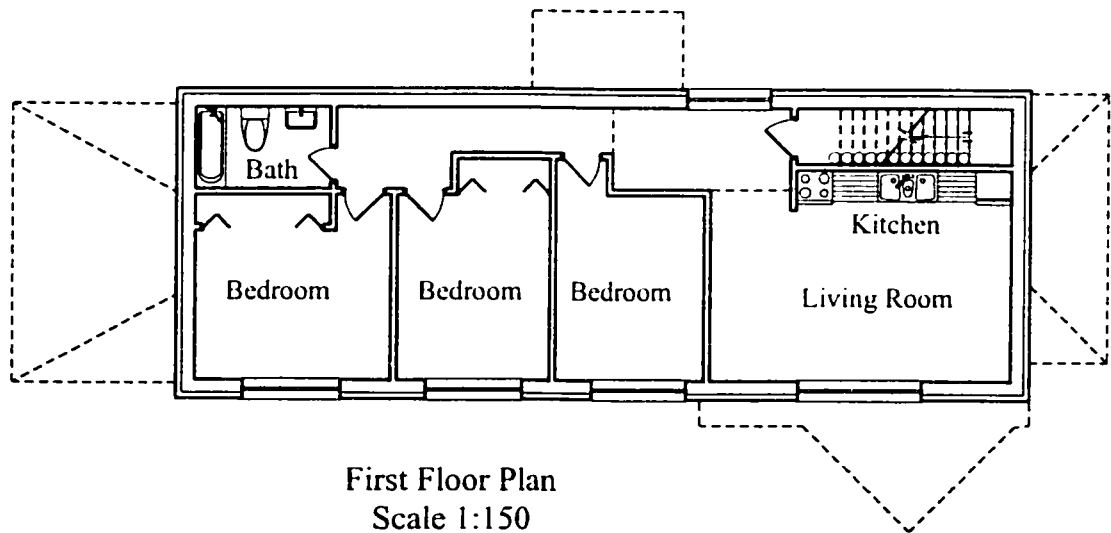 Bath
Kitchen
Bedroom
Bedroom
Bedroom
Living Room
First Floor Plan
Scale 1:150